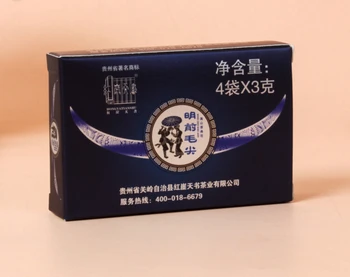 贵州省著名商标
净含量：
4袋X3克
明前毛尖
贵州省关岭自治县红崖天书茶业有限公司
服务热线：400-018-6679